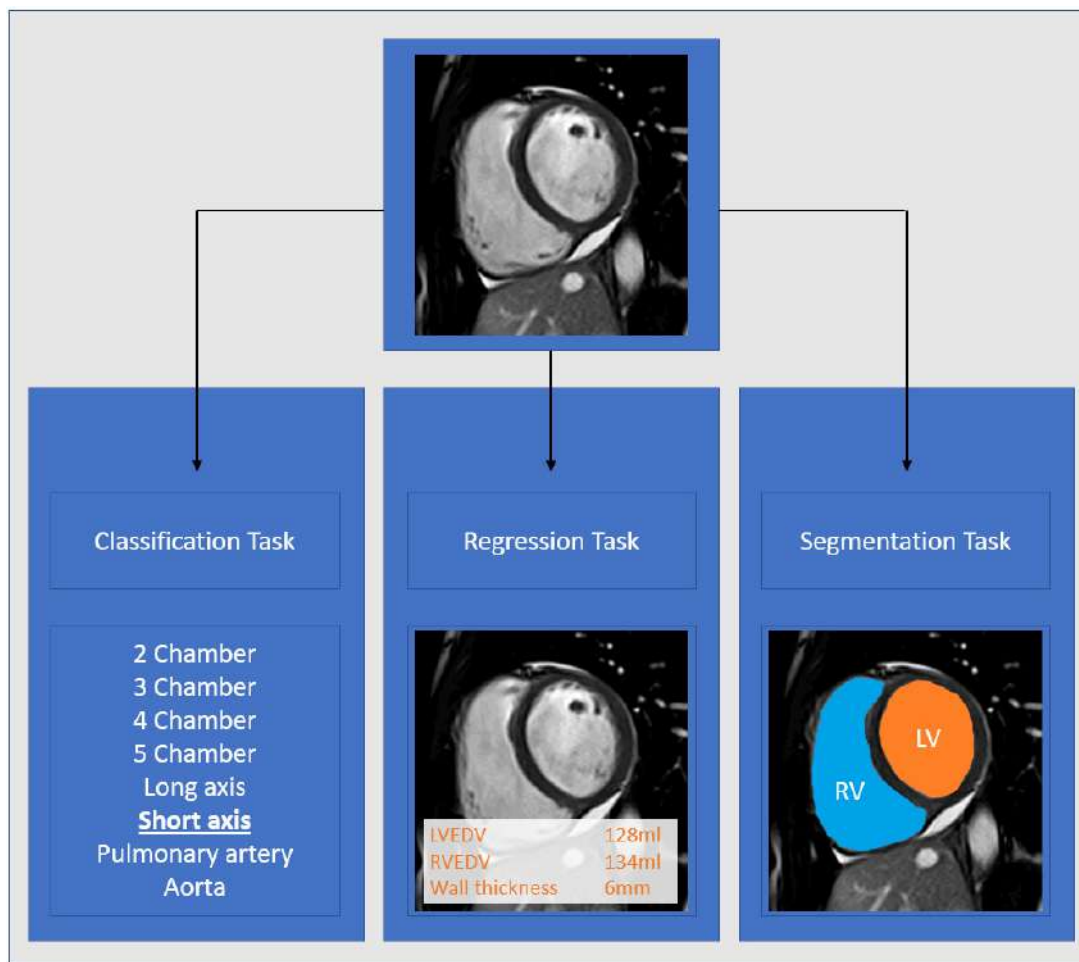 Classification Task
2 Chamber
3 Chamber
4 Chamber
5 Chamber
Long axis
Short axis
Pulmonary artery
Aorta
Regression Task
LVEDV 128ml
RVEDV 134ml
Wall thickness 6mm
Segmentation Task
LV
RV